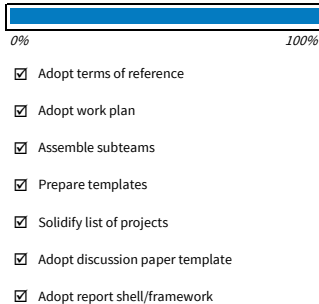 0% 100%
☑ Adopt terms of reference
☑ Adopt work plan
☑ Assemble subteams
☑ Prepare templates
☑ Solidify list of projects
☑ Adopt discussion paper template
☑ Adopt report shell/framework